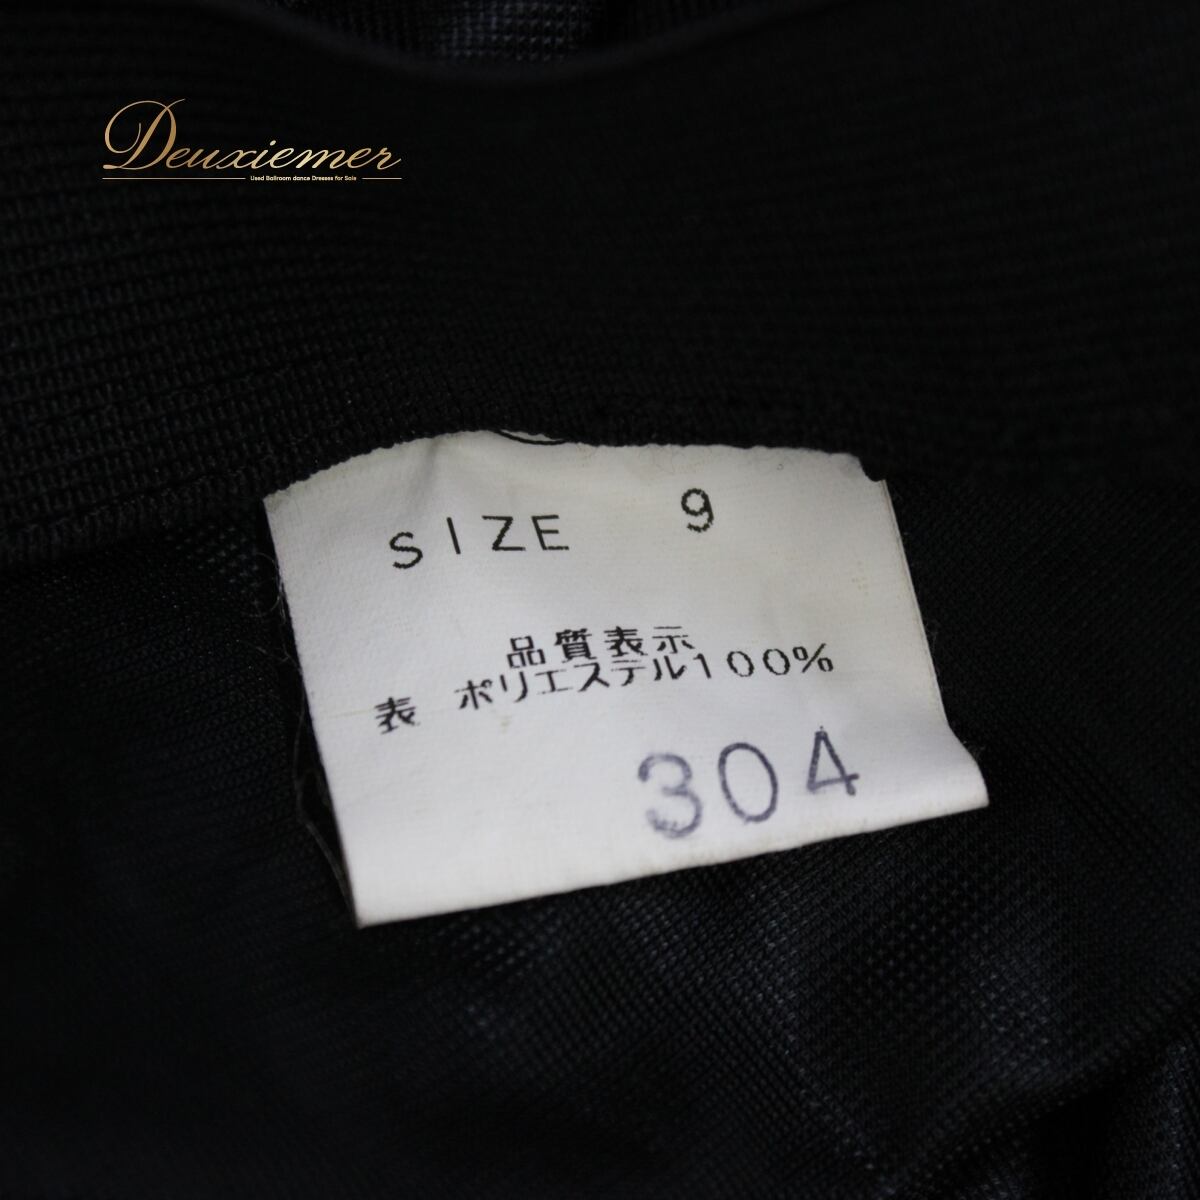 Deuxiemer
Used Ballroom dance Dresses for Sale
SIZE 9
品質表示
表 ポリエステル100%
304